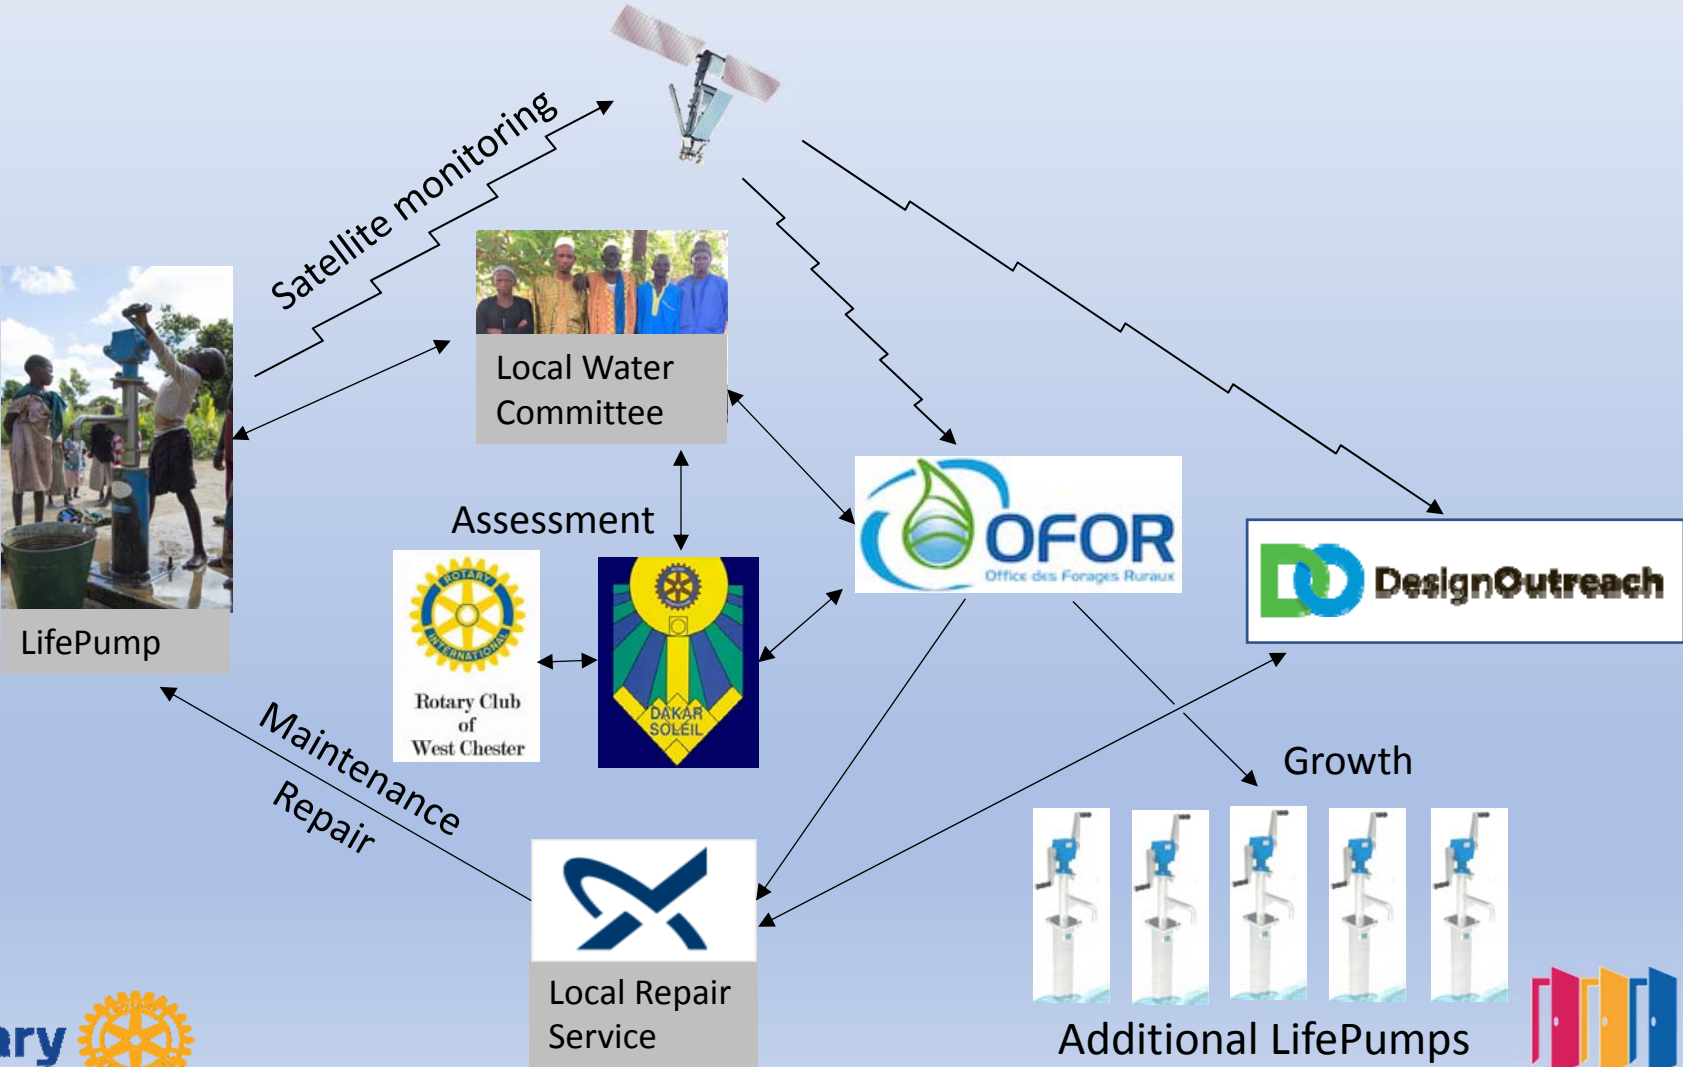 Satellite monitoring
Local Water
Committee
LifePump
Assessment
OFOR
Office des Forages Ruraux
DesignOutreach
ROTARY
INTERNATIONAL
Rotary Club
of
West Chester
DAKAR
SOLEIL
Maintenance
Repair
Growth
Local Repair
Service
Additional LifePumps
ary